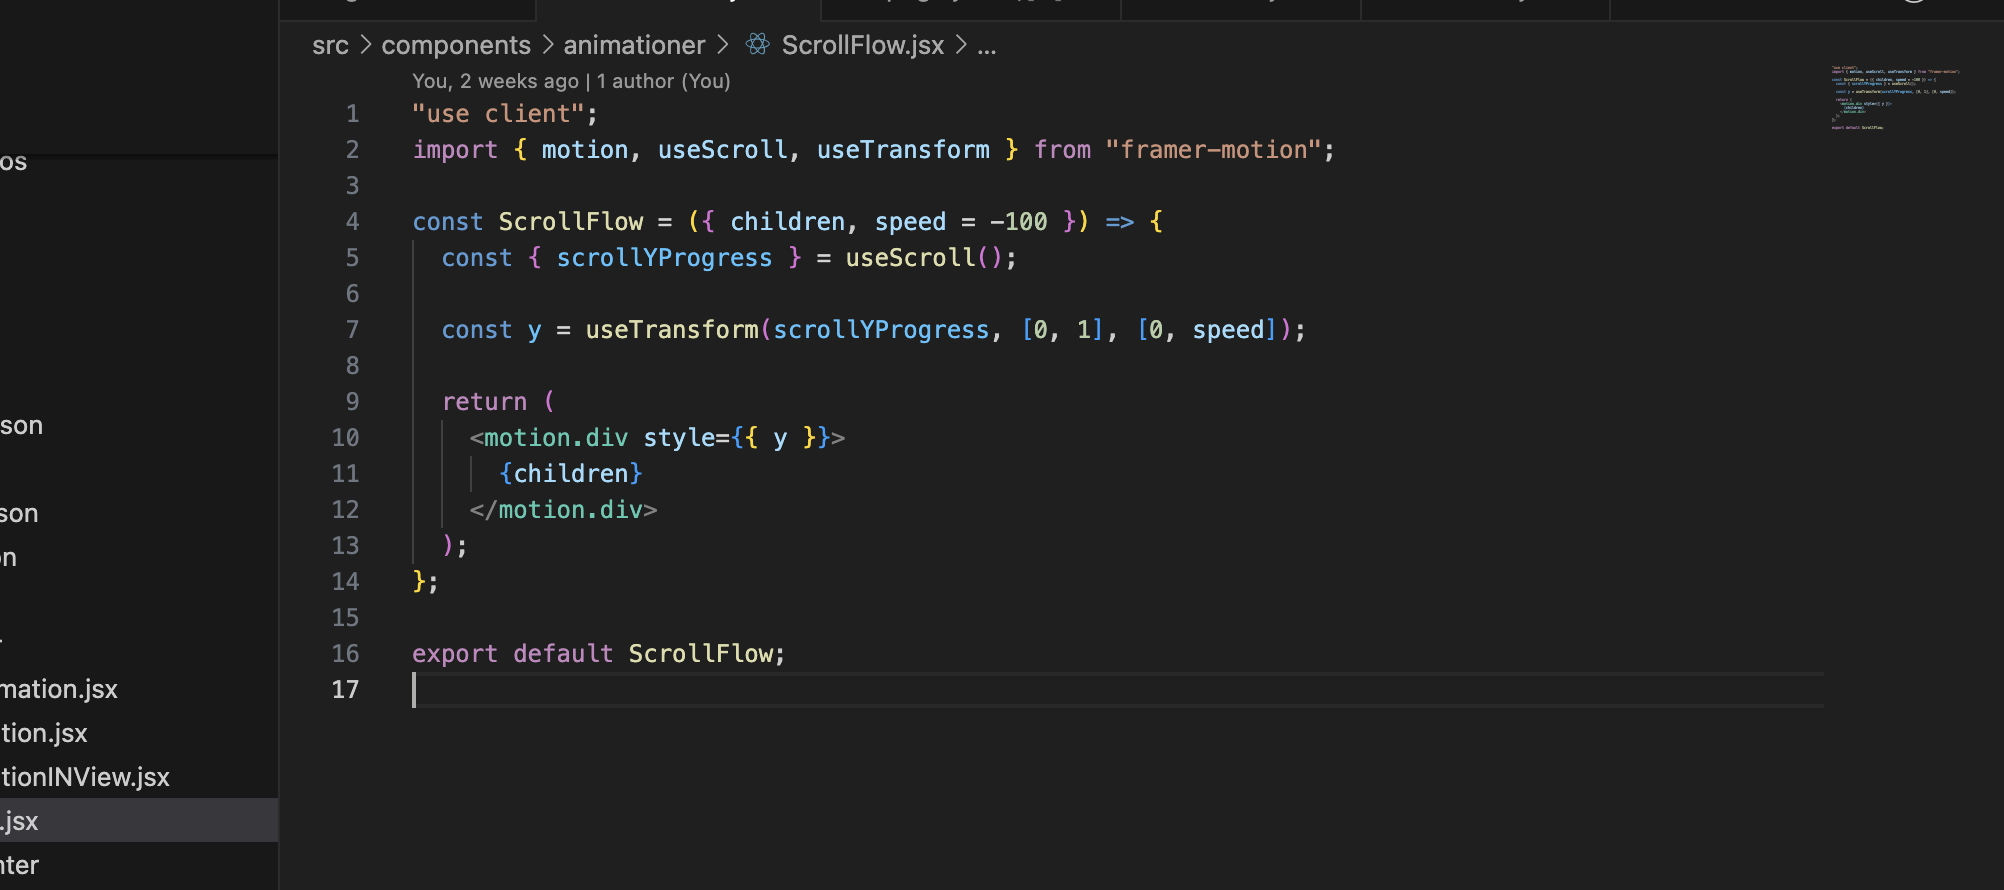 src > components > animationer > ScrollFlow.jsx > ...
You, 2 weeks ago | 1 author (You)
1 "use client";
2 import { motion, useScroll, useTransform } from "framer-motion";
3
4 const ScrollFlow = ({ children, speed = -100 }) => {
5   const { scrollYProgress } = useScroll();
6
7   const y = useTransform(scrollYProgress, [0, 1], [0, speed]);
8
9   return (
10     <motion.div style={{ y }}>
11       {children}
12     </motion.div>
13   );
14 };
15
16 export default ScrollFlow;
17
os
son
son
on
mation.jsx
tion.jsx
tionINView.jsx
.jsx
nter